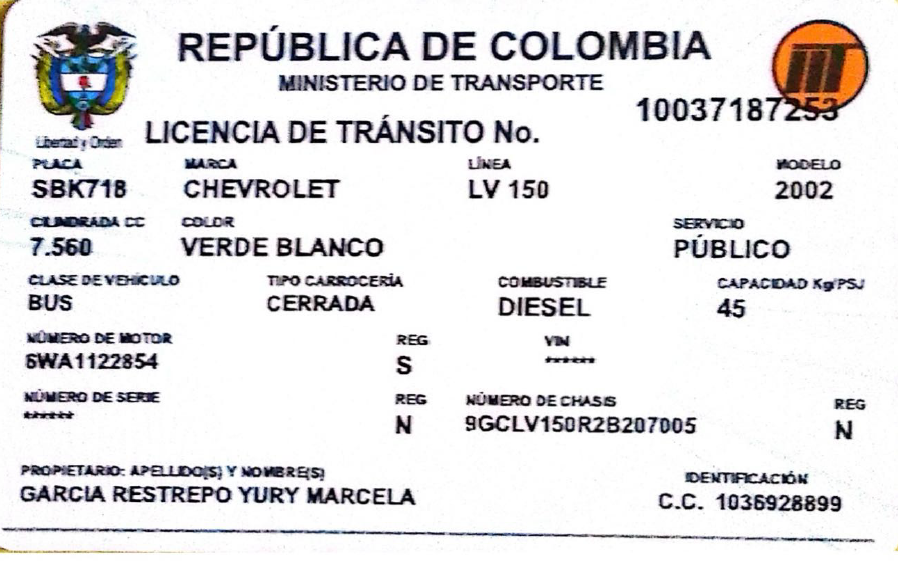 REPÚBLICA DE COLOMBIA
MINISTERIO DE TRANSPORTE
10037187253
Libertad y Orden
LICENCIA DE TRÁNSITO No.
PLACA MARCA LÍNEA MODELO
SBK718 CHEVROLET LV 150 2002
CILINDRADA CC COLOR SERVICIO
7.560 VERDE BLANCO PÚBLICO
CLASE DE VEHÍCULO TIPO CARROCERÍA COMBUSTIBLE CAPACIDAD Kg/PSJ
BUS CERRADA DIESEL 45
NÚMERO DE MOTOR REG VIN
6WA1122854 S ******
NÚMERO DE SERIE REG NÚMERO DE CHASIS REG
****** N 9GCLV150R2B207005 N
PROPIETARIO: APELLIDO(S) Y NOMBRE(S) IDENTIFICACIÓN
GARCIA RESTREPO YURY MARCELA C.C. 1036928899